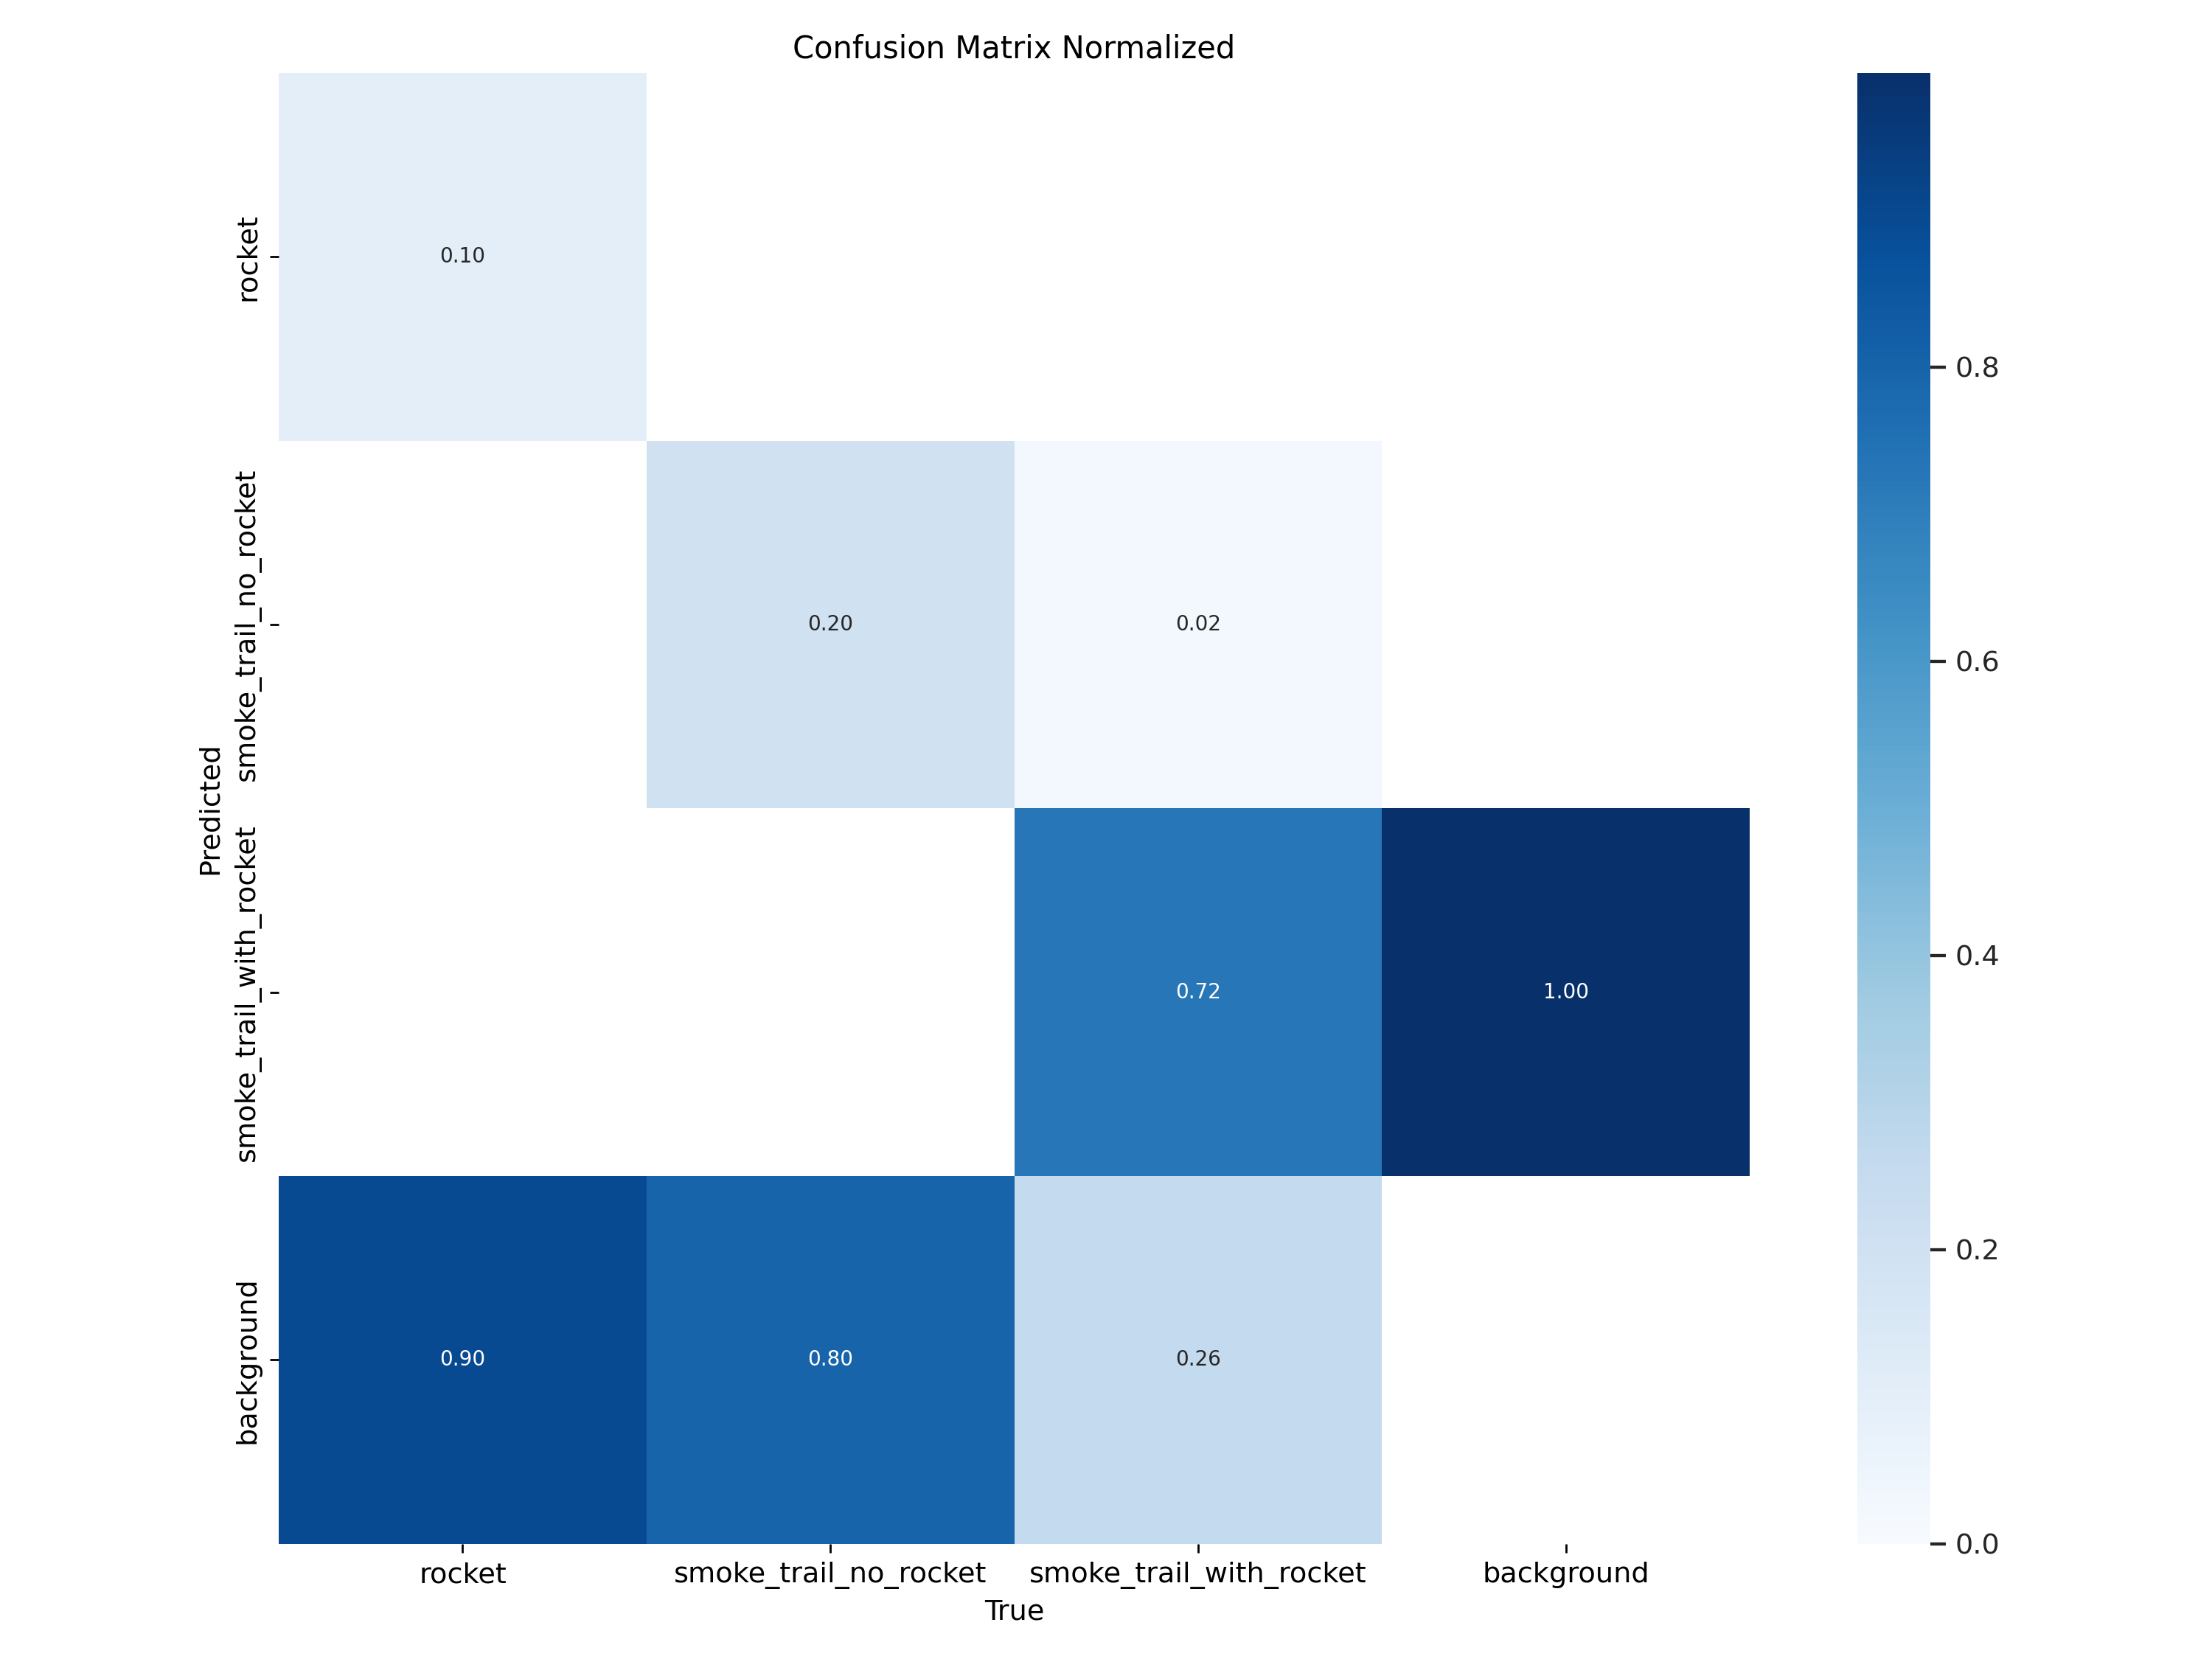 Confusion Matrix Normalized
rocket
0.10
0.8
smoke_trail_no_rocket
0.20
0.02
0.6
Predicted
smoke_trail_with_rocket
0.72
1.00
0.4
background
0.90
0.80
0.26
0.2
0.0
rocket
smoke_trail_no_rocket
smoke_trail_with_rocket
background
True